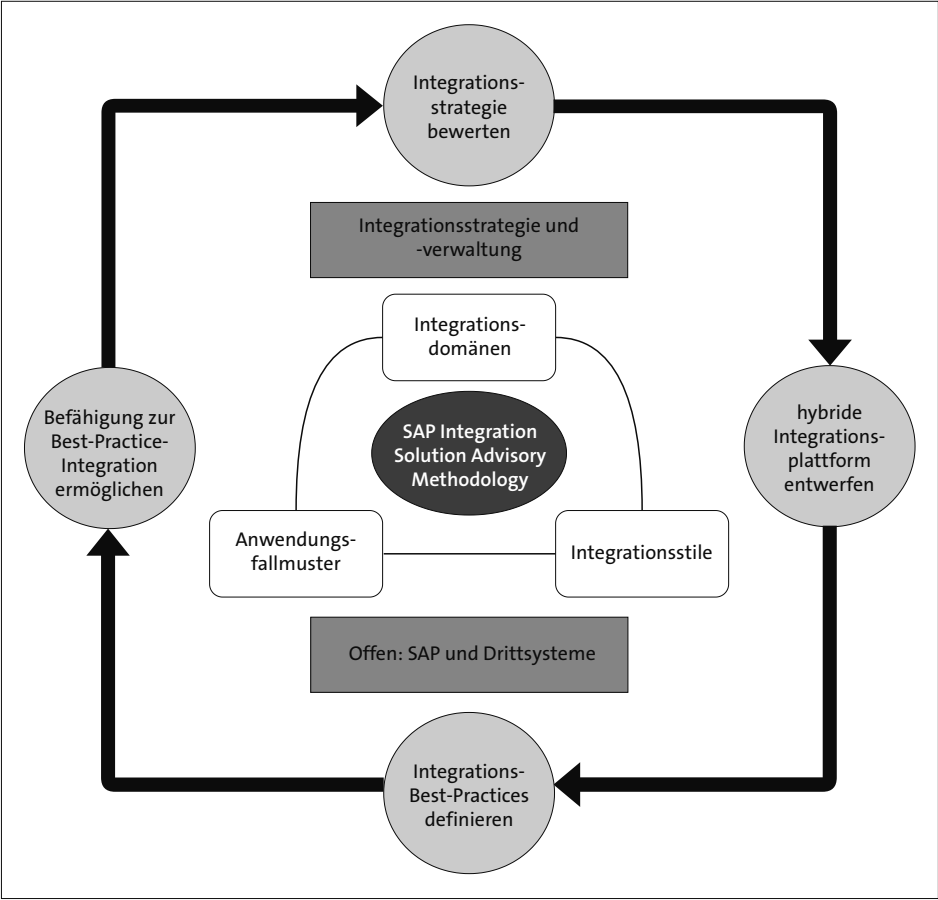 Integrations-
strategie
bewerten
Integrationsstrategie und
-verwaltung
Integrations-
domänen
Befähigung zur
Best-Practice-
Integration
ermöglichen
SAP Integration
Solution Advisory
Methodology
hybride
Integrations-
plattform
entwerfen
Anwendungs-
fallmuster
Integrationsstile
Offen: SAP und Drittsysteme
Integrations-
Best-Practices
definieren